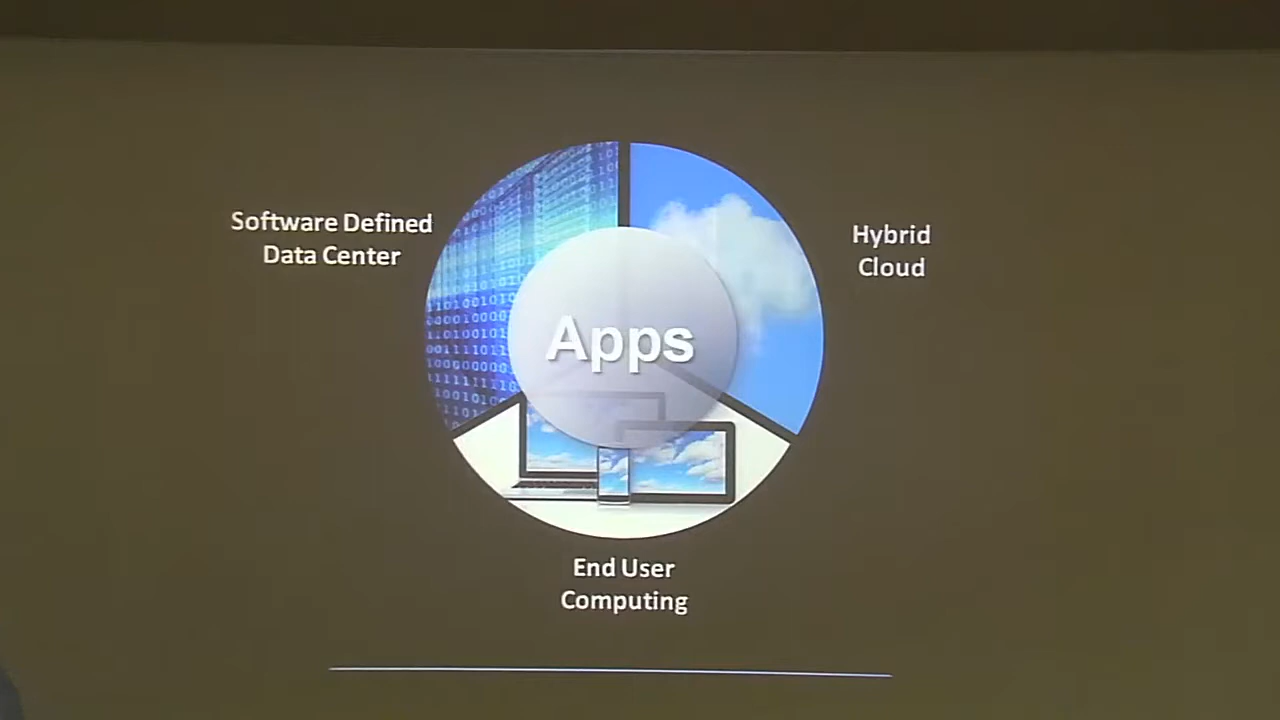 Software Defined
Data Center
Hybrid
Cloud
Apps
End User
Computing